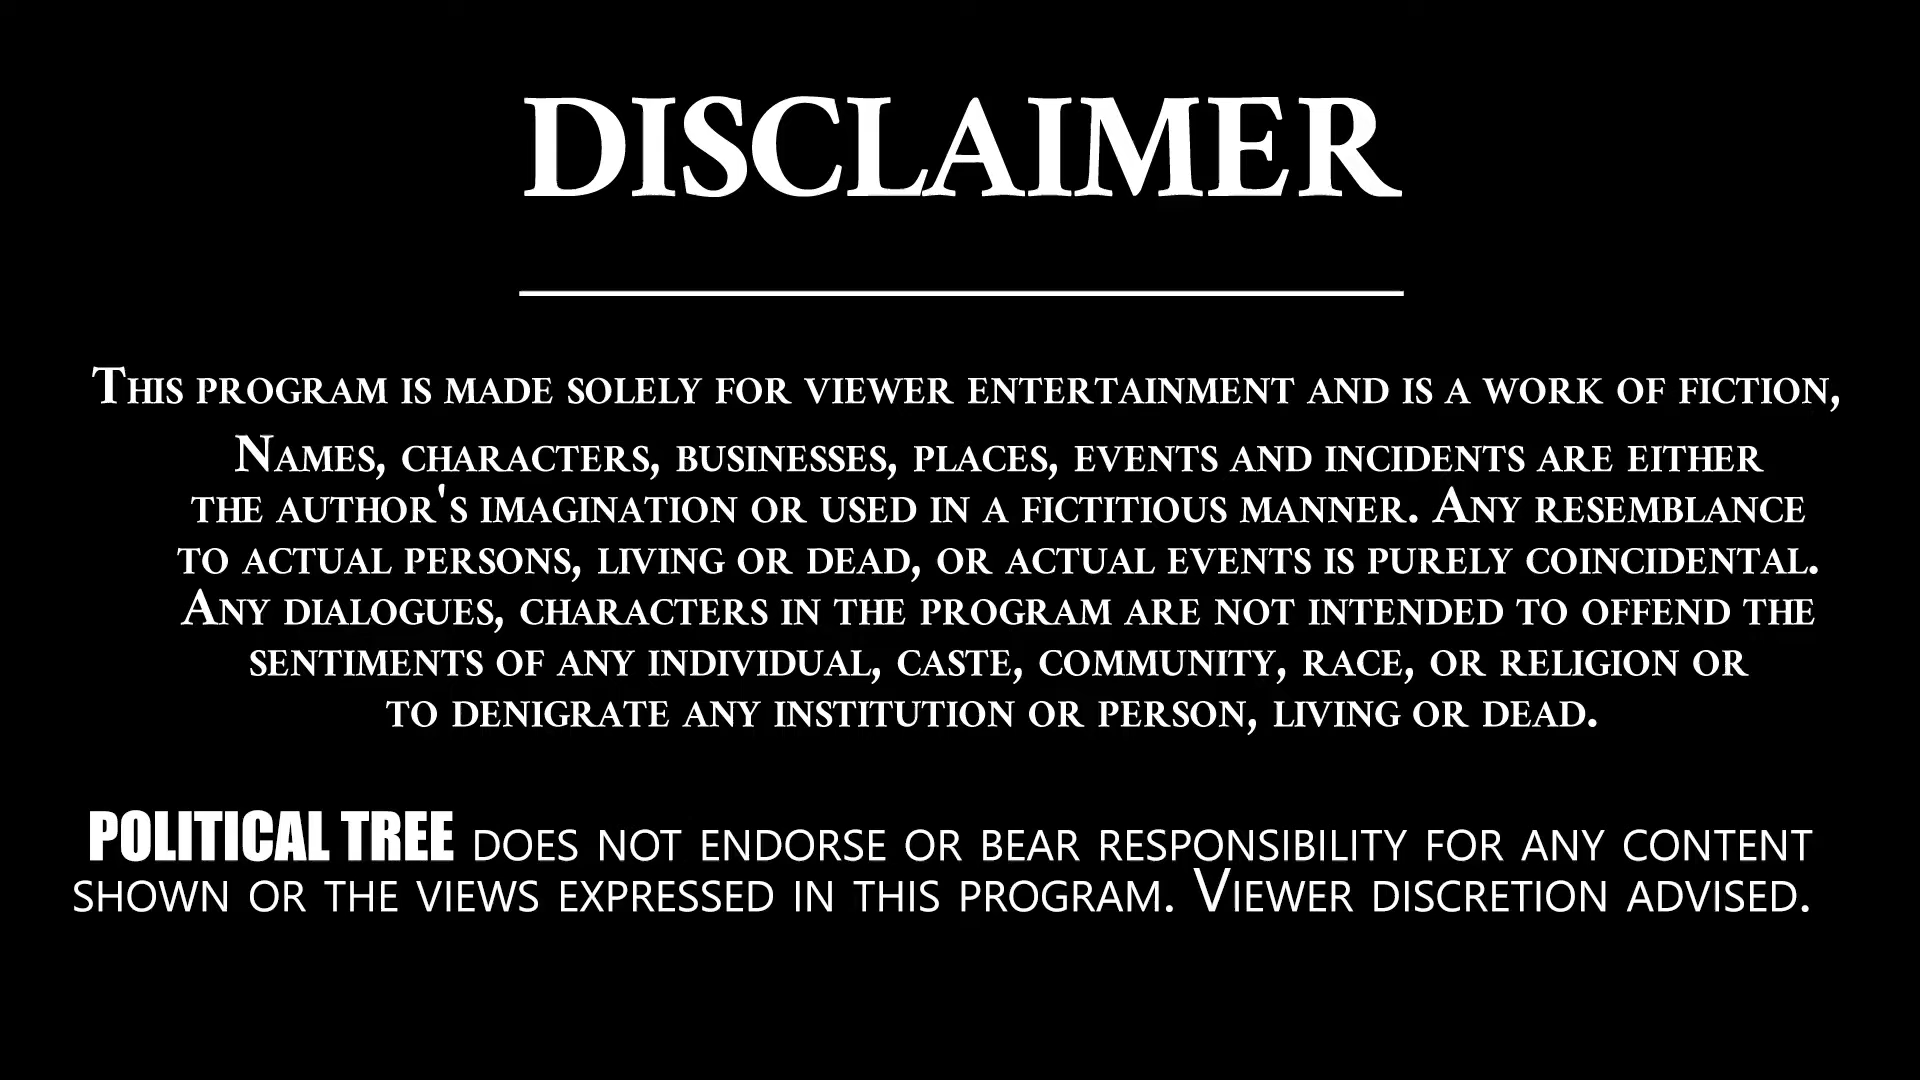 DISCLAIMER
This program is made solely for viewer entertainment and is a work of fiction,
Names, characters, businesses, places, events and incidents are either
the author's imagination or used in a fictitious manner. Any resemblance
to actual persons, living or dead, or actual events is purely coincidental.
Any dialogues, characters in the program are not intended to offend the
sentiments of any individual, caste, community, race, or religion or
to denigrate any institution or person, living or dead.
POLITICAL TREE does not endorse or bear responsibility for any content
shown or the views expressed in this program. Viewer discretion advised.